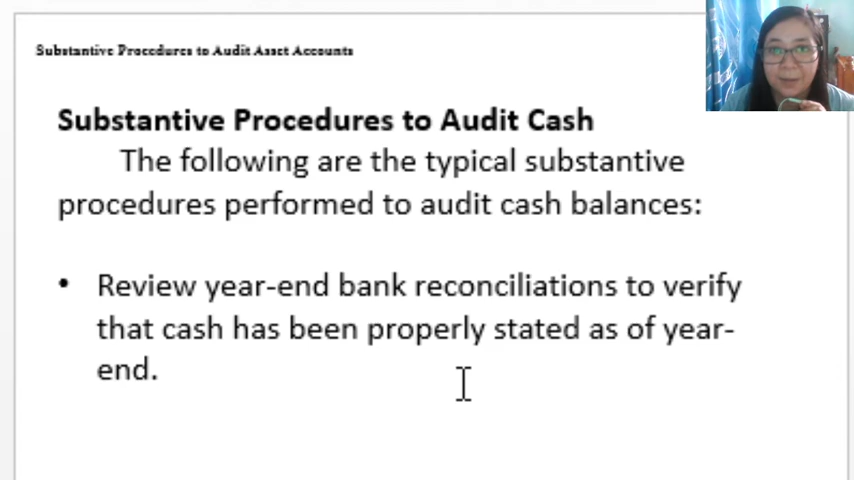 Substantive Procedures to Audit Asset Accounts
Substantive Procedures to Audit Cash
The following are the typical substantive
procedures performed to audit cash balances:
• Review year-end bank reconciliations to verify
that cash has been properly stated as of year-
end.